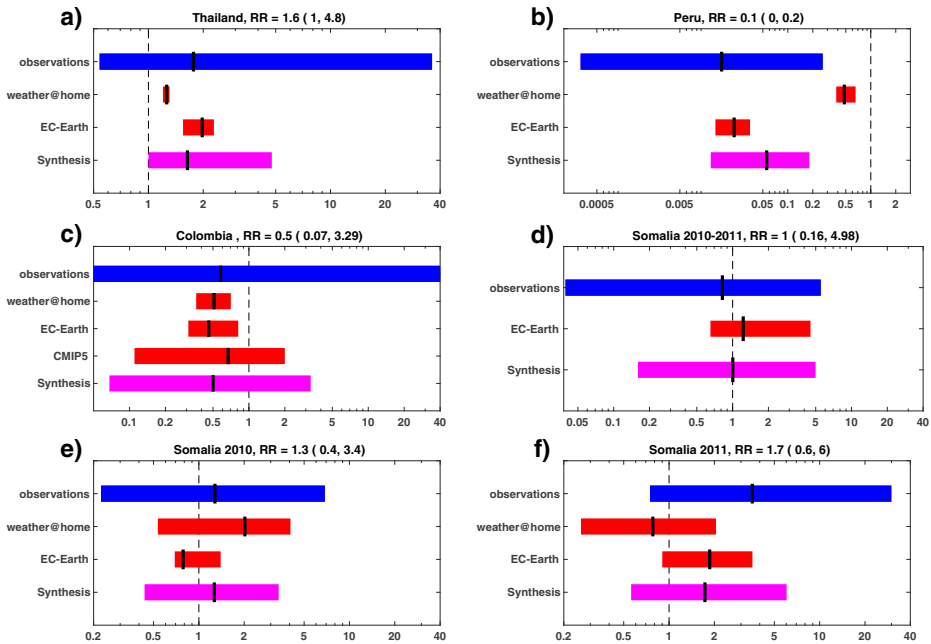 a)
Thailand, RR = 1.6 ( 1, 4.8)
observations
weather@home
EC-Earth
Synthesis
0.5 1 2 5 10 20 40
b)
Peru, RR = 0.1 ( 0, 0.2)
observations
weather@home
EC-Earth
Synthesis
0.0005 0.005 0.05 0.1 0.2 0.5 1 2
c)
Colombia , RR = 0.5 ( 0.07, 3.29)
observations
weather@home
EC-Earth
CMIP5
Synthesis
0.1 0.2 0.5 1 2 5 10 20 40
d)
Somalia 2010-2011, RR = 1 ( 0.16, 4.98)
observations
EC-Earth
Synthesis
0.05 0.1 0.2 0.5 1 2 5 10 20 40
e)
Somalia 2010, RR = 1.3 ( 0.4, 3.4)
observations
weather@home
EC-Earth
Synthesis
0.2 0.5 1 2 5 10 20 40
f)
Somalia 2011, RR = 1.7 ( 0.6, 6)
observations
weather@home
EC-Earth
Synthesis
0.2 0.5 1 2 5 10 20 40